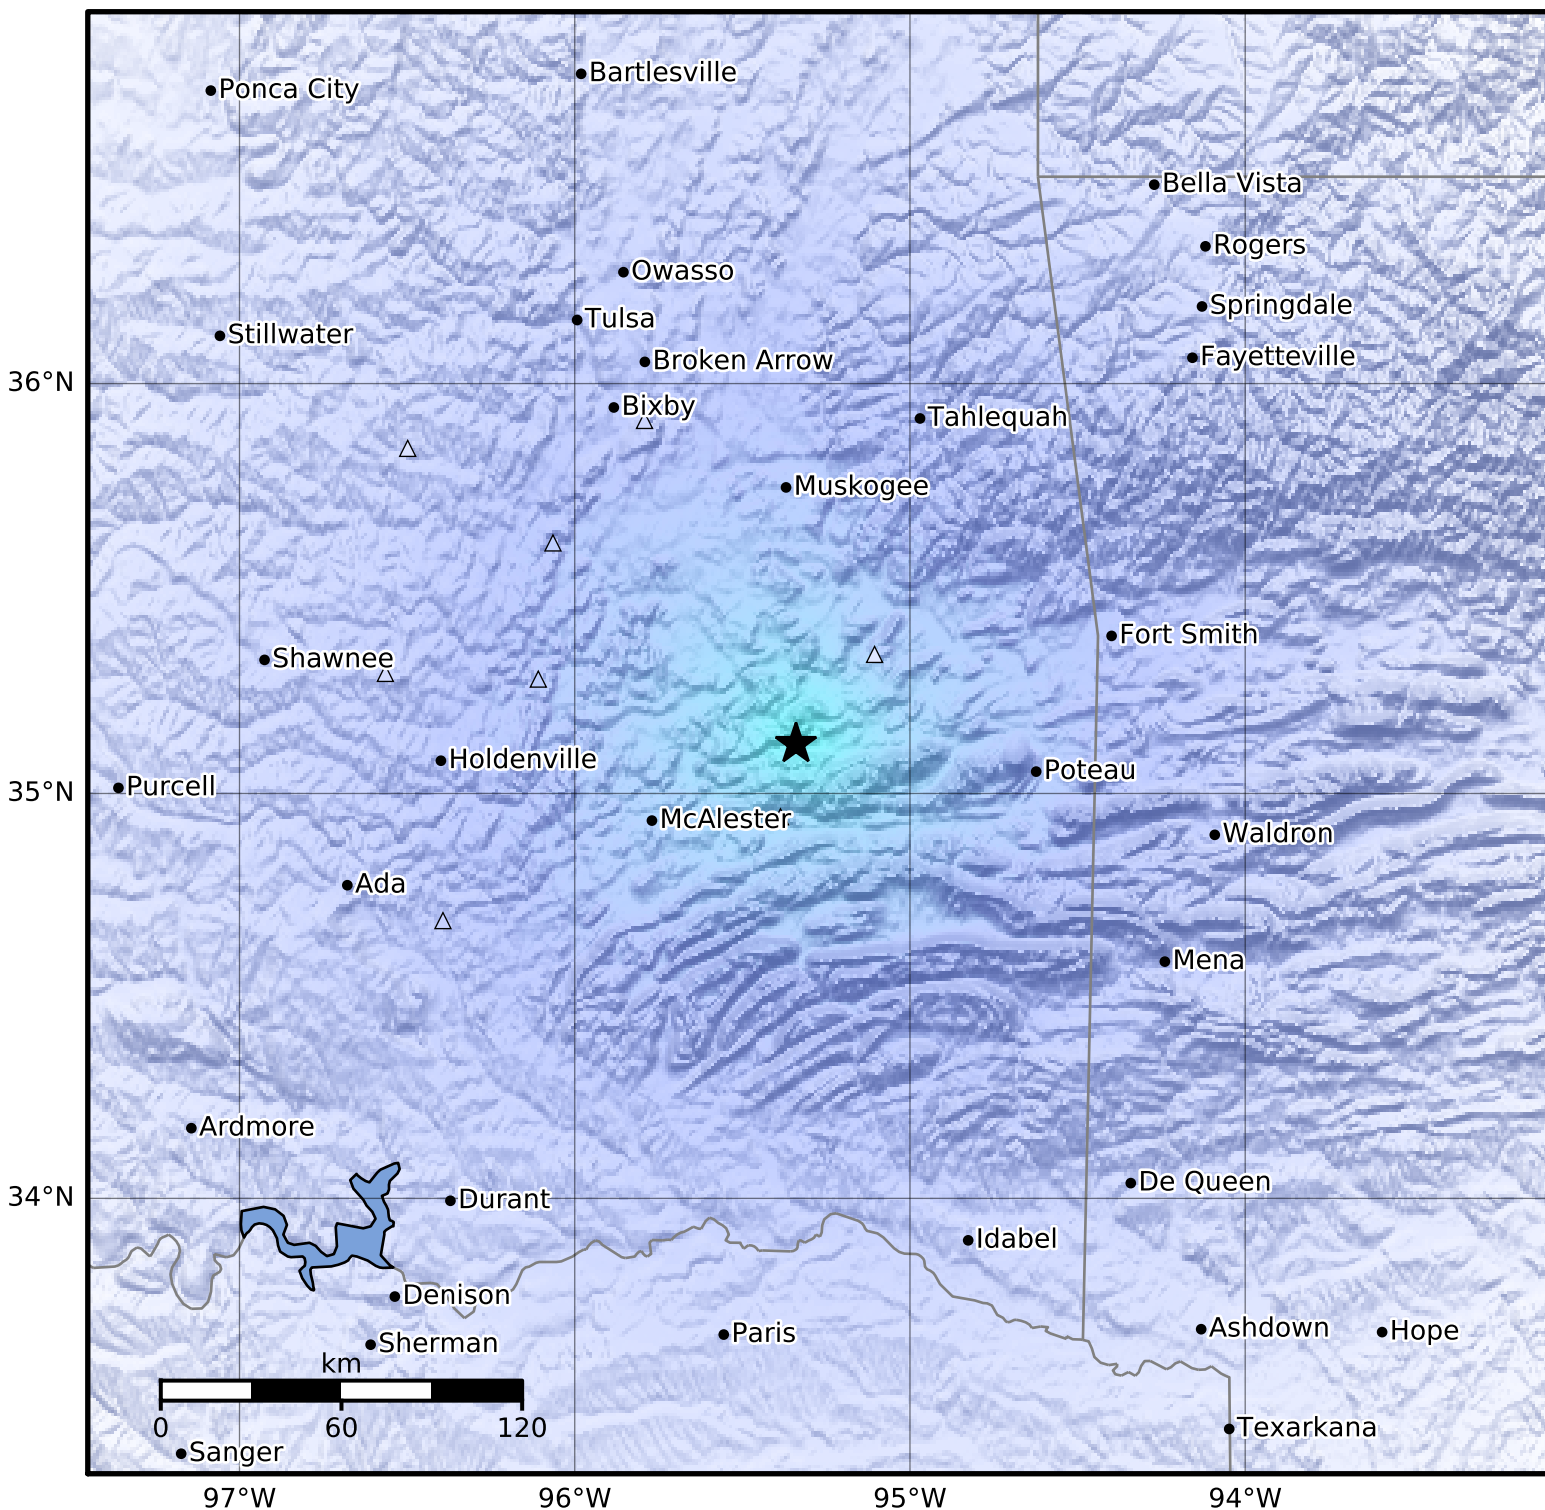 Bartlesville
Ponca City
Bella Vista
Rogers
Owasso
Springdale
Tulsa
Stillwater
Fayetteville
Broken Arrow
36°N
Bixby
Tahlequah
Muskogee
Fort Smith
Shawnee
Holdenville
Poteau
Purcell
35°N
McAlester
Waldron
Ada
Mena
Ardmore
De Queen
34°N
Durant
Idabel
Denison
Ashdown
Hope
Paris
Sherman
km
0 60 120
Texarkana
Sanger
97°W 96°W 95°W 94°W